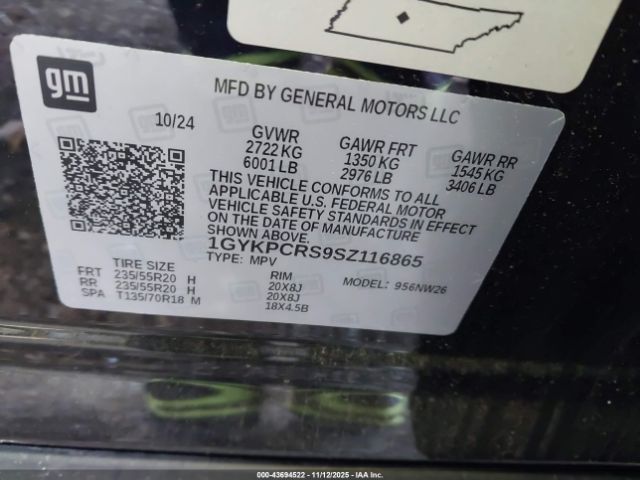 gm
MFD BY GENERAL MOTORS LLC
10/24
GVWR
2722 KG
6001 LB
GAWR FRT
1350 KG
2976 LB
GAWR RR
1545 KG
3406 LB
THIS VEHICLE CONFORMS TO ALL
APPLICABLE U.S. FEDERAL MOTOR
VEHICLE SAFETY STANDARDS IN EFFECT
ON THE DATE OF MANUFACTURE
SHOWN ABOVE.
1GYKPCRS9SZ116865
TYPE: MPV
TIRE SIZE RIM MODEL: 956NW26
FRT 235/55R20 H 20X8J
RR 235/55R20 H 20X8J
SPA T135/70R18 M 18X4.5B
000-43694522 - 11/12/2025 - IAA Inc.